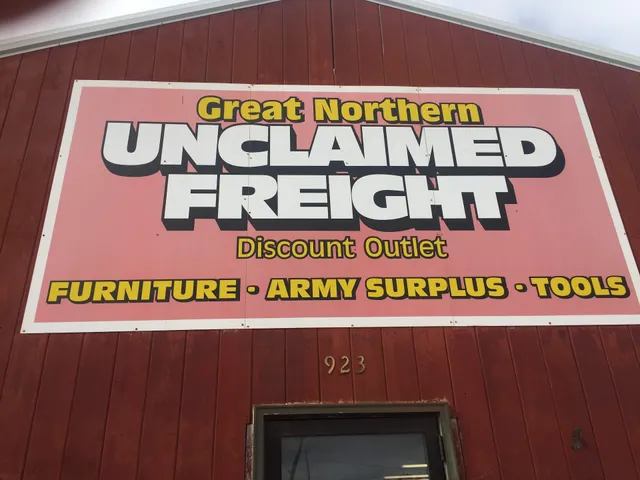 Great Northern
UNCLAIMED
FREIGHT
Discount Outlet
FURNITURE • ARMY SURPLUS • TOOLS
923